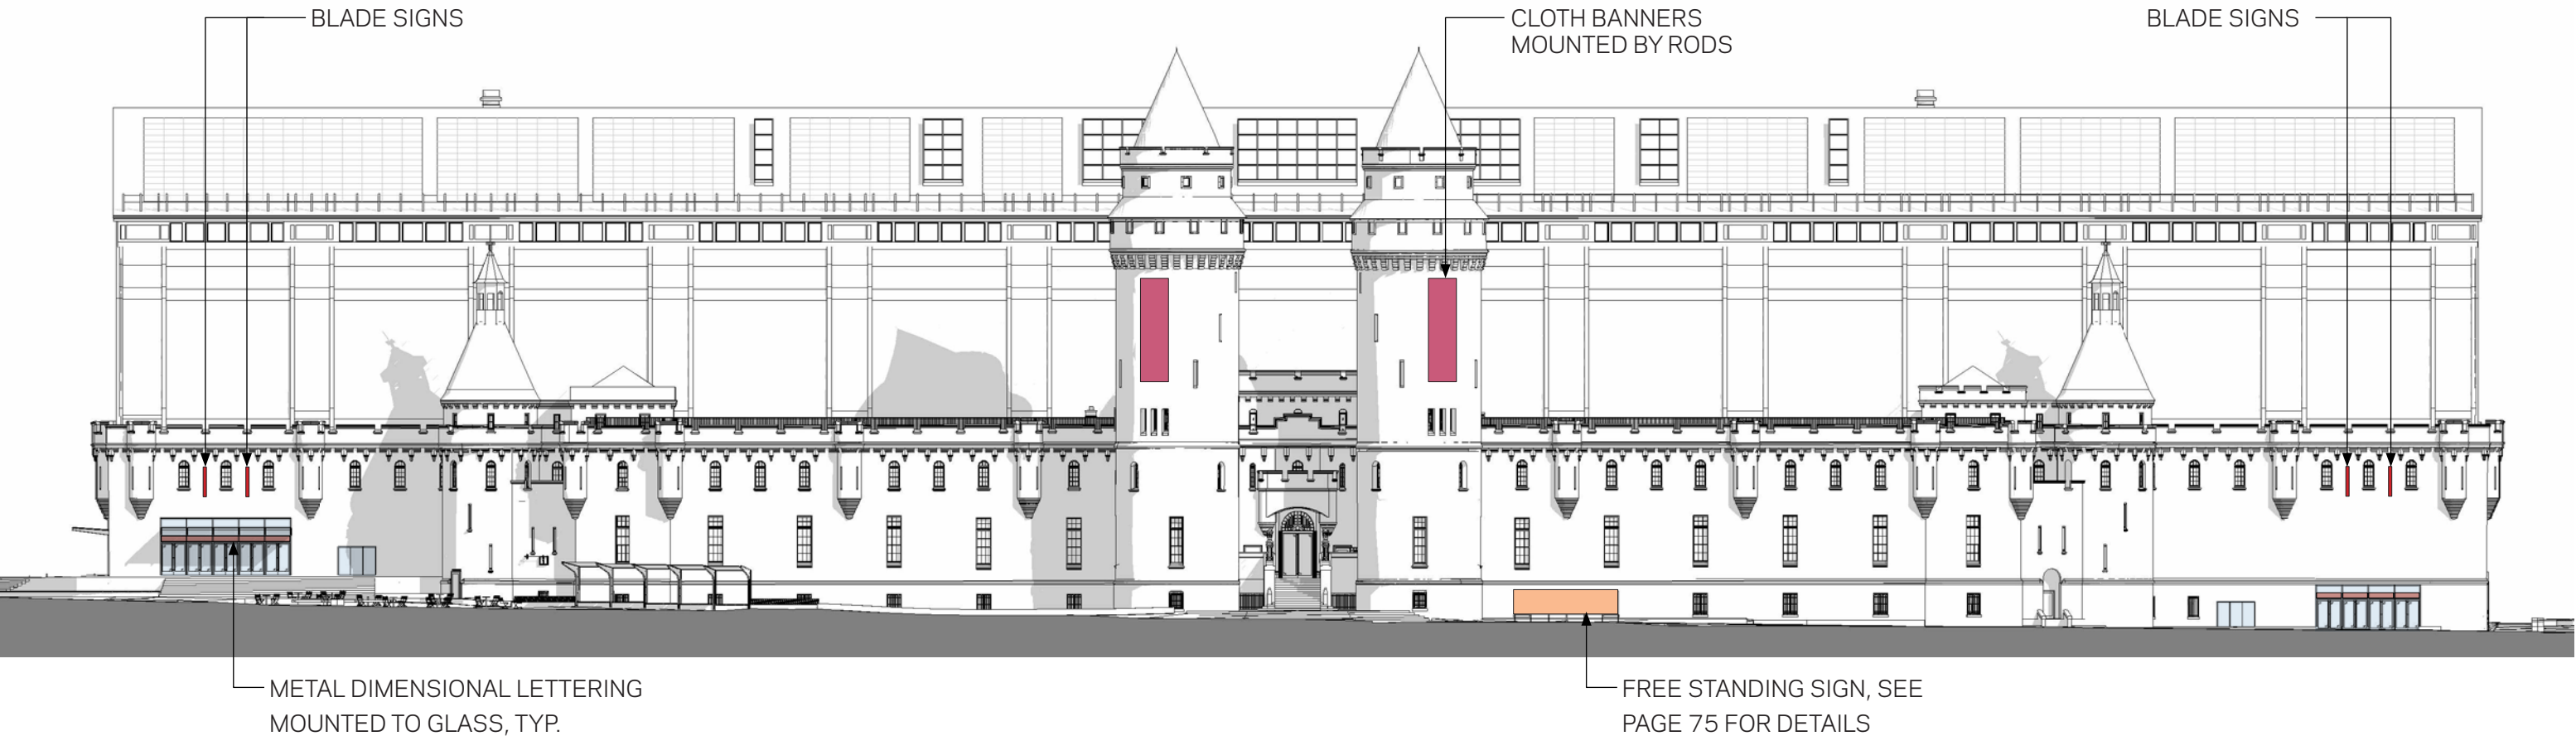 BLADE SIGNS
CLOTH BANNERS
MOUNTED BY RODS
BLADE SIGNS
METAL DIMENSIONAL LETTERING
MOUNTED TO GLASS, TYP.
FREE STANDING SIGN, SEE
PAGE 75 FOR DETAILS